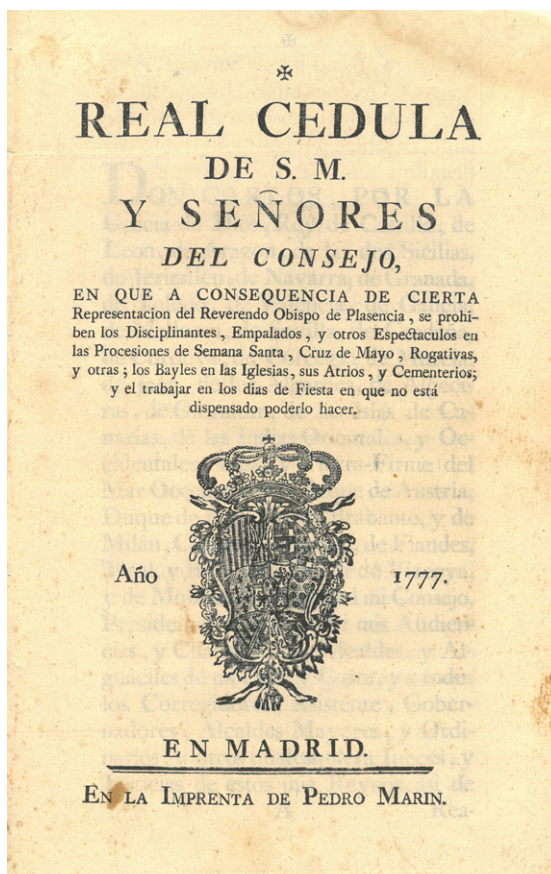 REAL CEDULA
DE S. M.
Y SEÑORES
DEL CONSEJO,
EN QUE A CONSEQUENCIA DE CIERTA
Representacion del Reverendo Obispo de Plasencia, se prohi-
ben los Disciplinantes, Empalados, y otros Espectaculos en
las Procesiones de Semana Santa, Cruz de Mayo, Rogativas,
y otras; los Bayles en las Iglesias, sus Atrios, y Cementerios;
y el trabajar en los dias de Fiesta en que no está
dispensado poderlo hacer.
Año 1777.
EN MADRID.
EN LA IMPRENTA DE PEDRO MARIN.